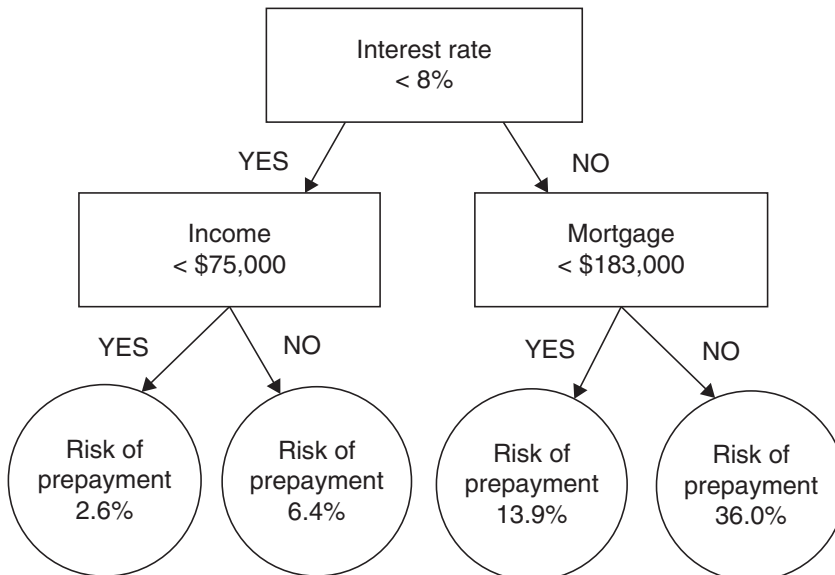 Interest rate
< 8%
YES
NO
Income
< $75,000
Mortgage
< $183,000
YES
NO
YES
NO
Risk of
prepayment
2.6%
Risk of
prepayment
6.4%
Risk of
prepayment
13.9%
Risk of
prepayment
36.0%